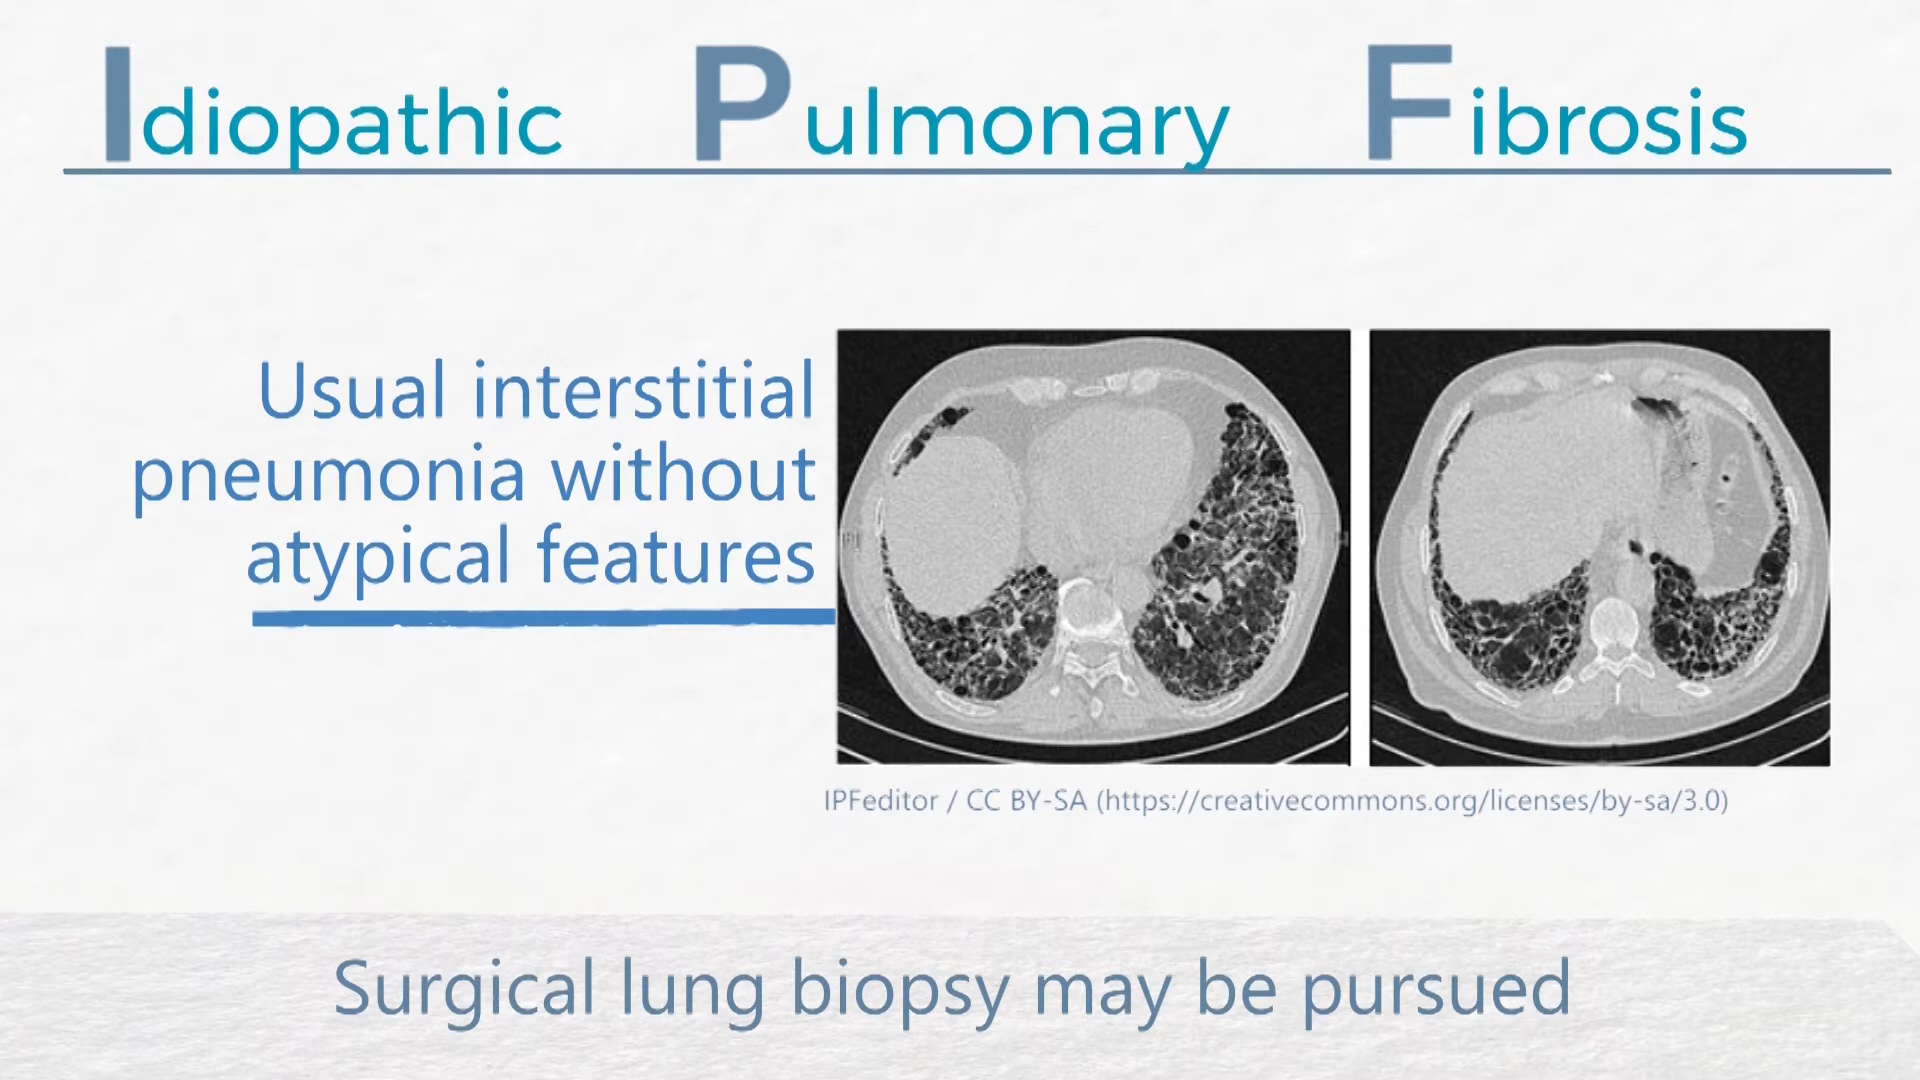 Idiopathic Pulmonary Fibrosis
Usual interstitial
pneumonia without
atypical features
IPFeditor / CC BY-SA (https://creativecommons.org/licenses/by-sa/3.0)
Surgical lung biopsy may be pursued